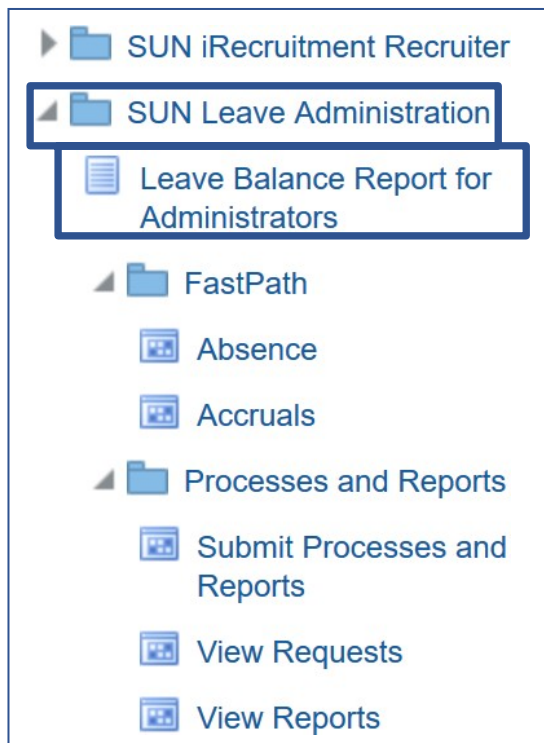 SUN iRecruitment Recruiter
SUN Leave Administration
Leave Balance Report for
Administrators
FastPath
Absence
Accruals
Processes and Reports
Submit Processes and
Reports
View Requests
View Reports